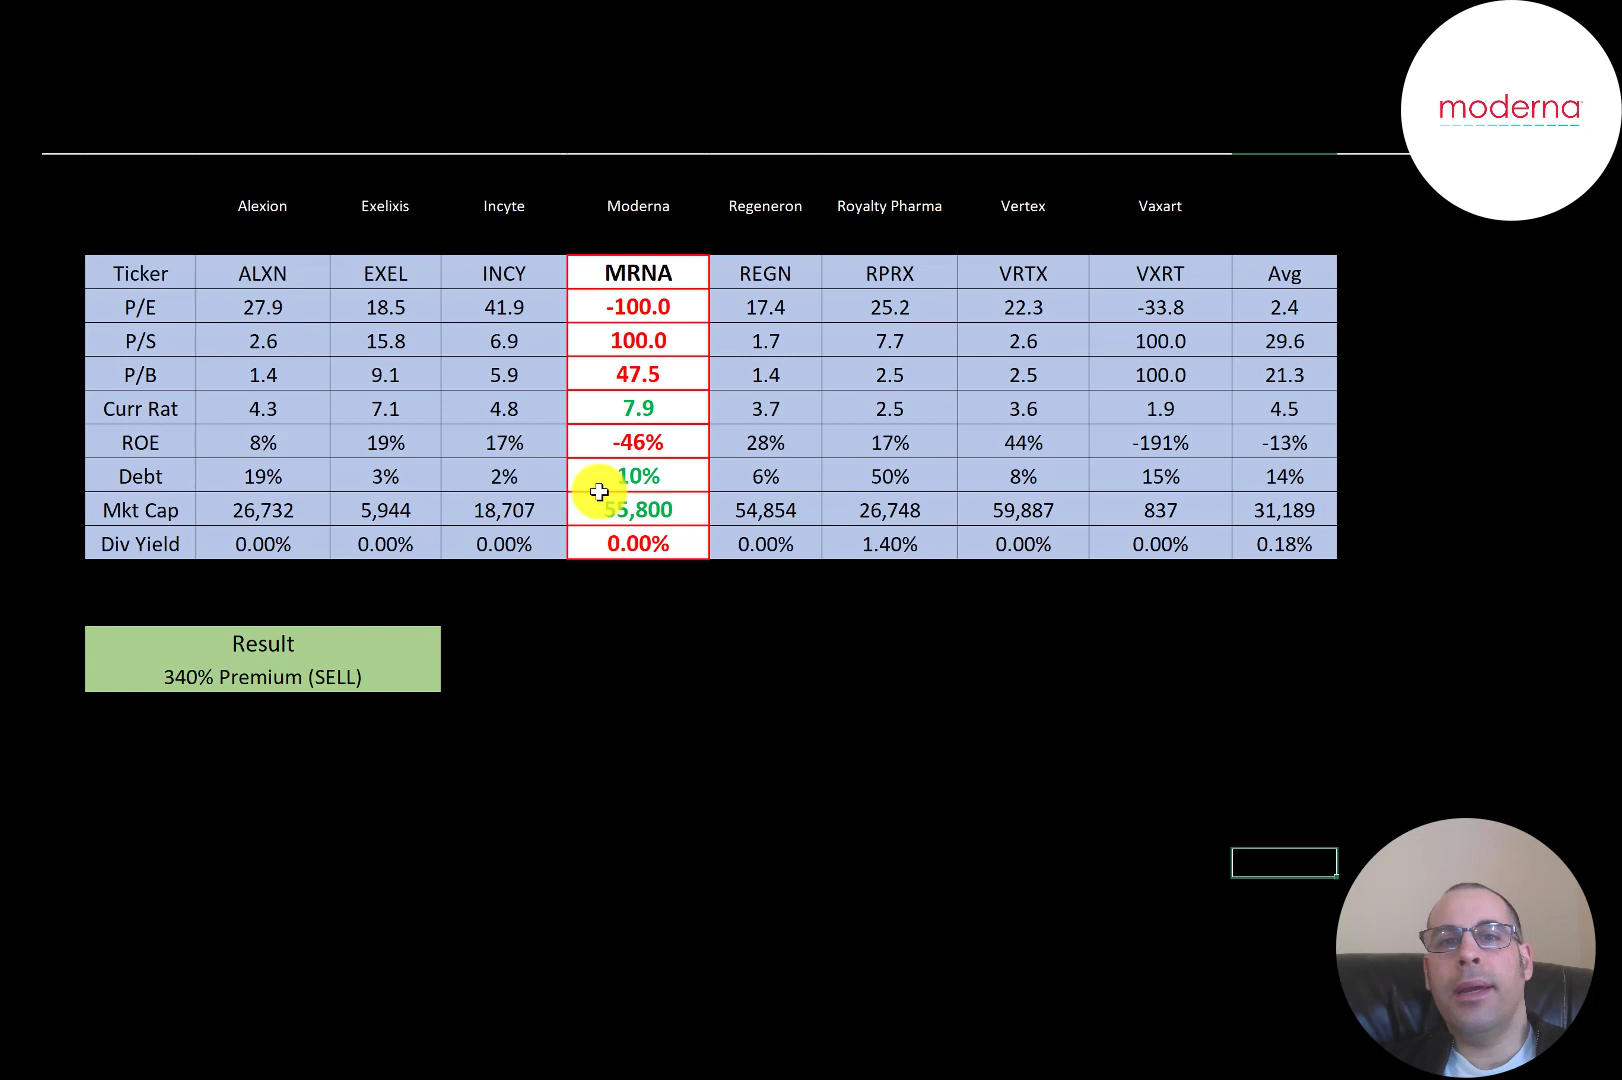 moderna
Alexion Exelixis Incyte Moderna Regeneron Royalty Pharma Vertex Vaxart
Ticker ALXN EXEL INCY MRNA REGN RPRX VRTX VXRT Avg
P/E 27.9 18.5 41.9 -100.0 17.4 25.2 22.3 -33.8 2.4
P/S 2.6 15.8 6.9 100.0 1.7 7.7 2.6 100.0 29.6
P/B 1.4 9.1 5.9 47.5 1.4 2.5 2.5 100.0 21.3
Curr Rat 4.3 7.1 4.8 7.9 3.7 2.5 3.6 1.9 4.5
ROE 8% 19% 17% -46% 28% 17% 44% -191% -13%
Debt 19% 3% 2% 10% 6% 50% 8% 15% 14%
Mkt Cap 26,732 5,944 18,707 55,800 54,854 26,748 59,887 837 31,189
Div Yield 0.00% 0.00% 0.00% 0.00% 0.00% 1.40% 0.00% 0.00% 0.18%
Result
340% Premium (SELL)